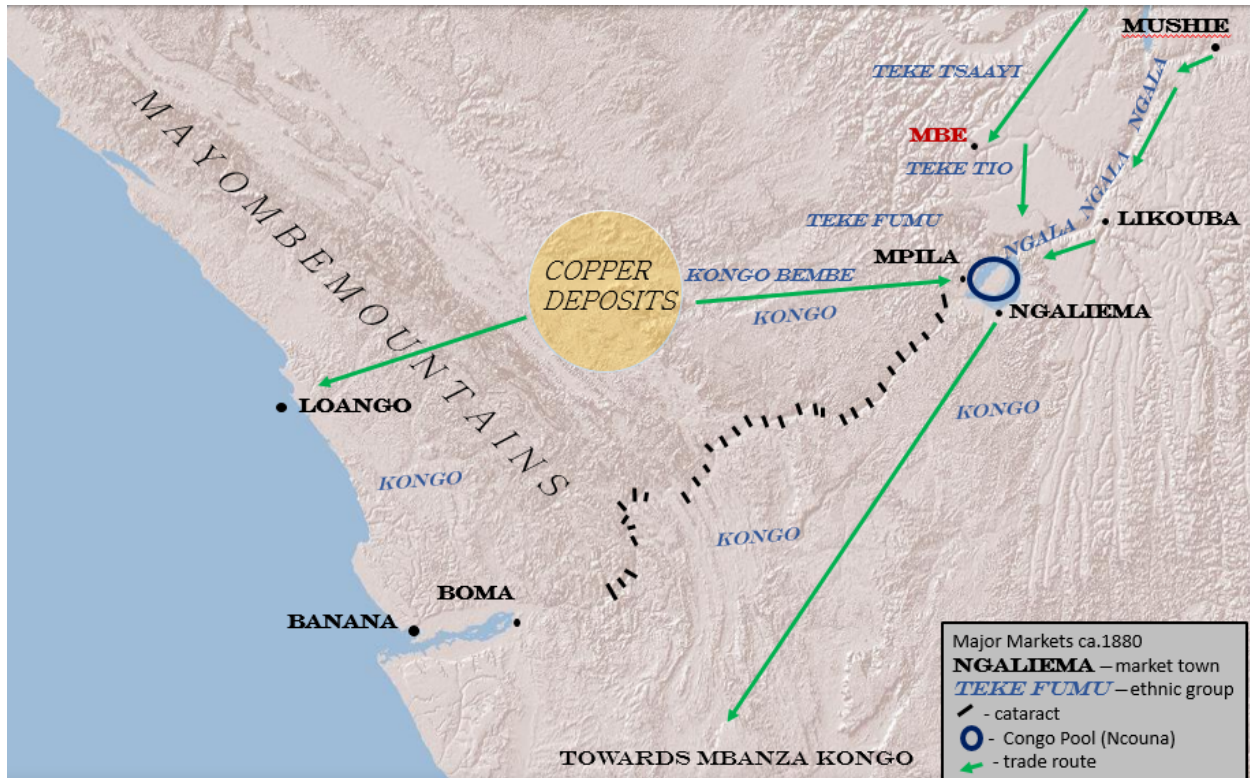 MUSHIE
TEKE TSAAYI
NGALA
MBE
TEKE TIO
NGALA
LIKOUBA
TEKE FUMU
NGALA
MPILA
MAYOMBE MOUNTAINS
COPPER
DEPOSITS
KONGO BEMBE
KONGO
NGALIEMA
LOANGO
KONGO
KONGO
KONGO
BOMA
BANANA
TOWARDS MBANZA KONGO
Major Markets ca.1880
NGALIEMA – market town
TEKE FUMU – ethnic group
- cataract
- Congo Pool (Ncouna)
- trade route